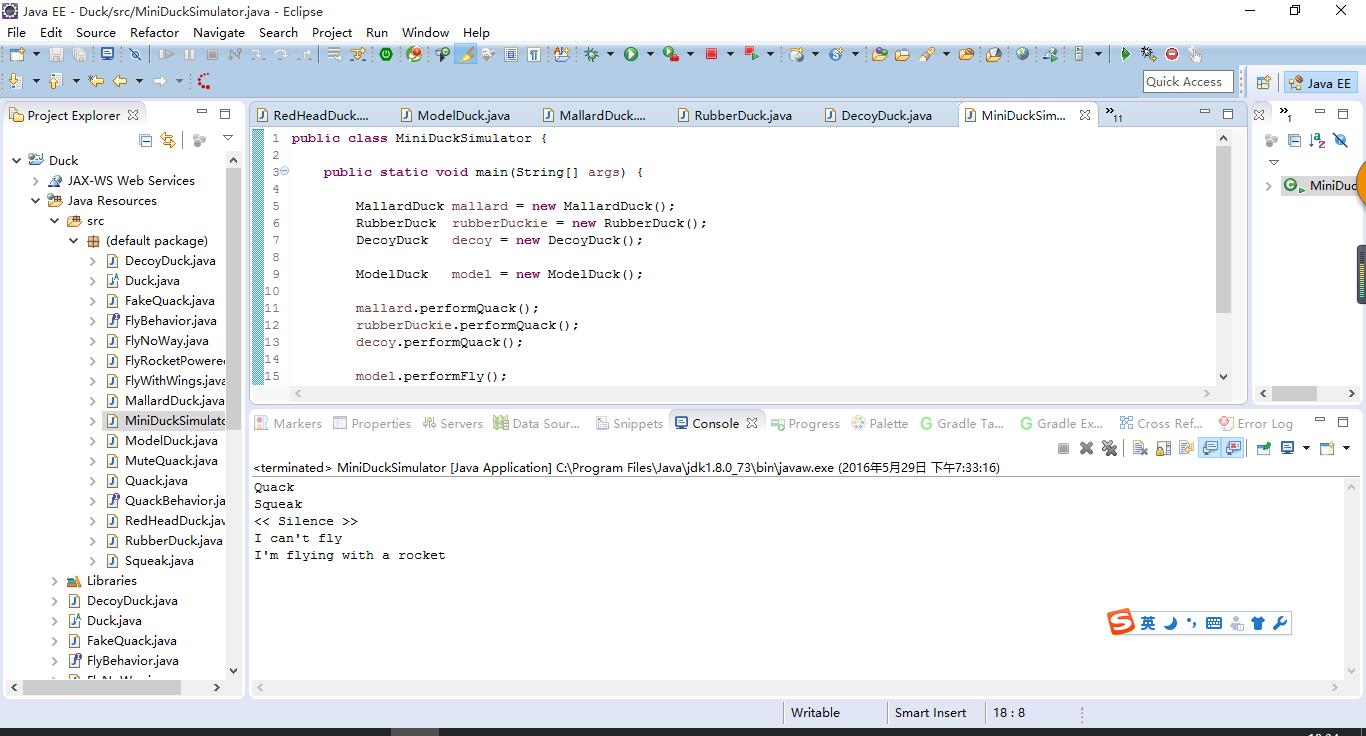 Java EE - Duck/src/MiniDuckSimulator.java - Eclipse
File Edit Source Refactor Navigate Search Project Run Window Help
Quick Access
Java EE
Project Explorer
RedHeadDuck....
ModelDuck.java
MallardDuck....
RubberDuck.java
DecoyDuck.java
MiniDuckSim...
»11
»1
Duck
JAX-WS Web Services
Java Resources
src
(default package)
DecoyDuck.java
Duck.java
FakeQuack.java
FlyBehavior.java
FlyNoWay.java
FlyRocketPowere
FlyWithWings.java
MallardDuck.java
MiniDuckSimulato
ModelDuck.java
MuteQuack.java
Quack.java
QuackBehavior.ja
RedHeadDuck.jav
RubberDuck.java
Squeak.java
Libraries
DecoyDuck.java
Duck.java
FakeQuack.java
FlyBehavior.java
1 public class MiniDuckSimulator {
2
3 public static void main(String[] args) {
4
5 MallardDuck mallard = new MallardDuck();
6 RubberDuck rubberDuckie = new RubberDuck();
7 DecoyDuck decoy = new DecoyDuck();
8
9 ModelDuck model = new ModelDuck();
10
11 mallard.performQuack();
12 rubberDuckie.performQuack();
13 decoy.performQuack();
14
15 model.performFly();
MiniDuc
Markers Properties Servers Data Sour... Snippets Console Progress Palette Gradle Ta... Gradle Ex... Cross Ref... Error Log
<terminated> MiniDuckSimulator [Java Application] C:\Program Files\Java\jdk1.8.0_73\bin\javaw.exe (2016年5月29日 下午7:33:16)
Quack
Squeak
<< Silence >>
I can't fly
I'm flying with a rocket
英
Writable Smart Insert 18 : 8